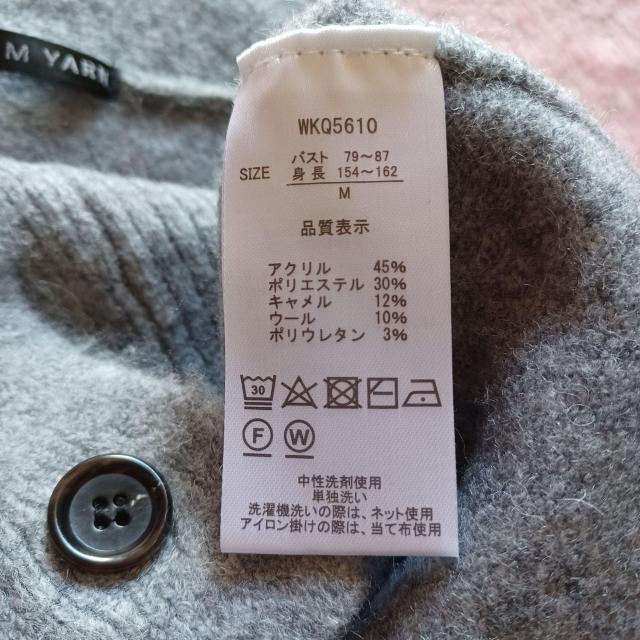 M YAR
WKQ5610
SIZE バスト 79～87
身長 154～162
M
品質表示
アクリル 45%
ポリエステル 30%
キャメル 12%
ウール 10%
ポリウレタン 3%
30
F W
中性洗剤使用
単独洗い
洗濯機洗いの際は、ネット使用
アイロン掛けの際は、当て布使用